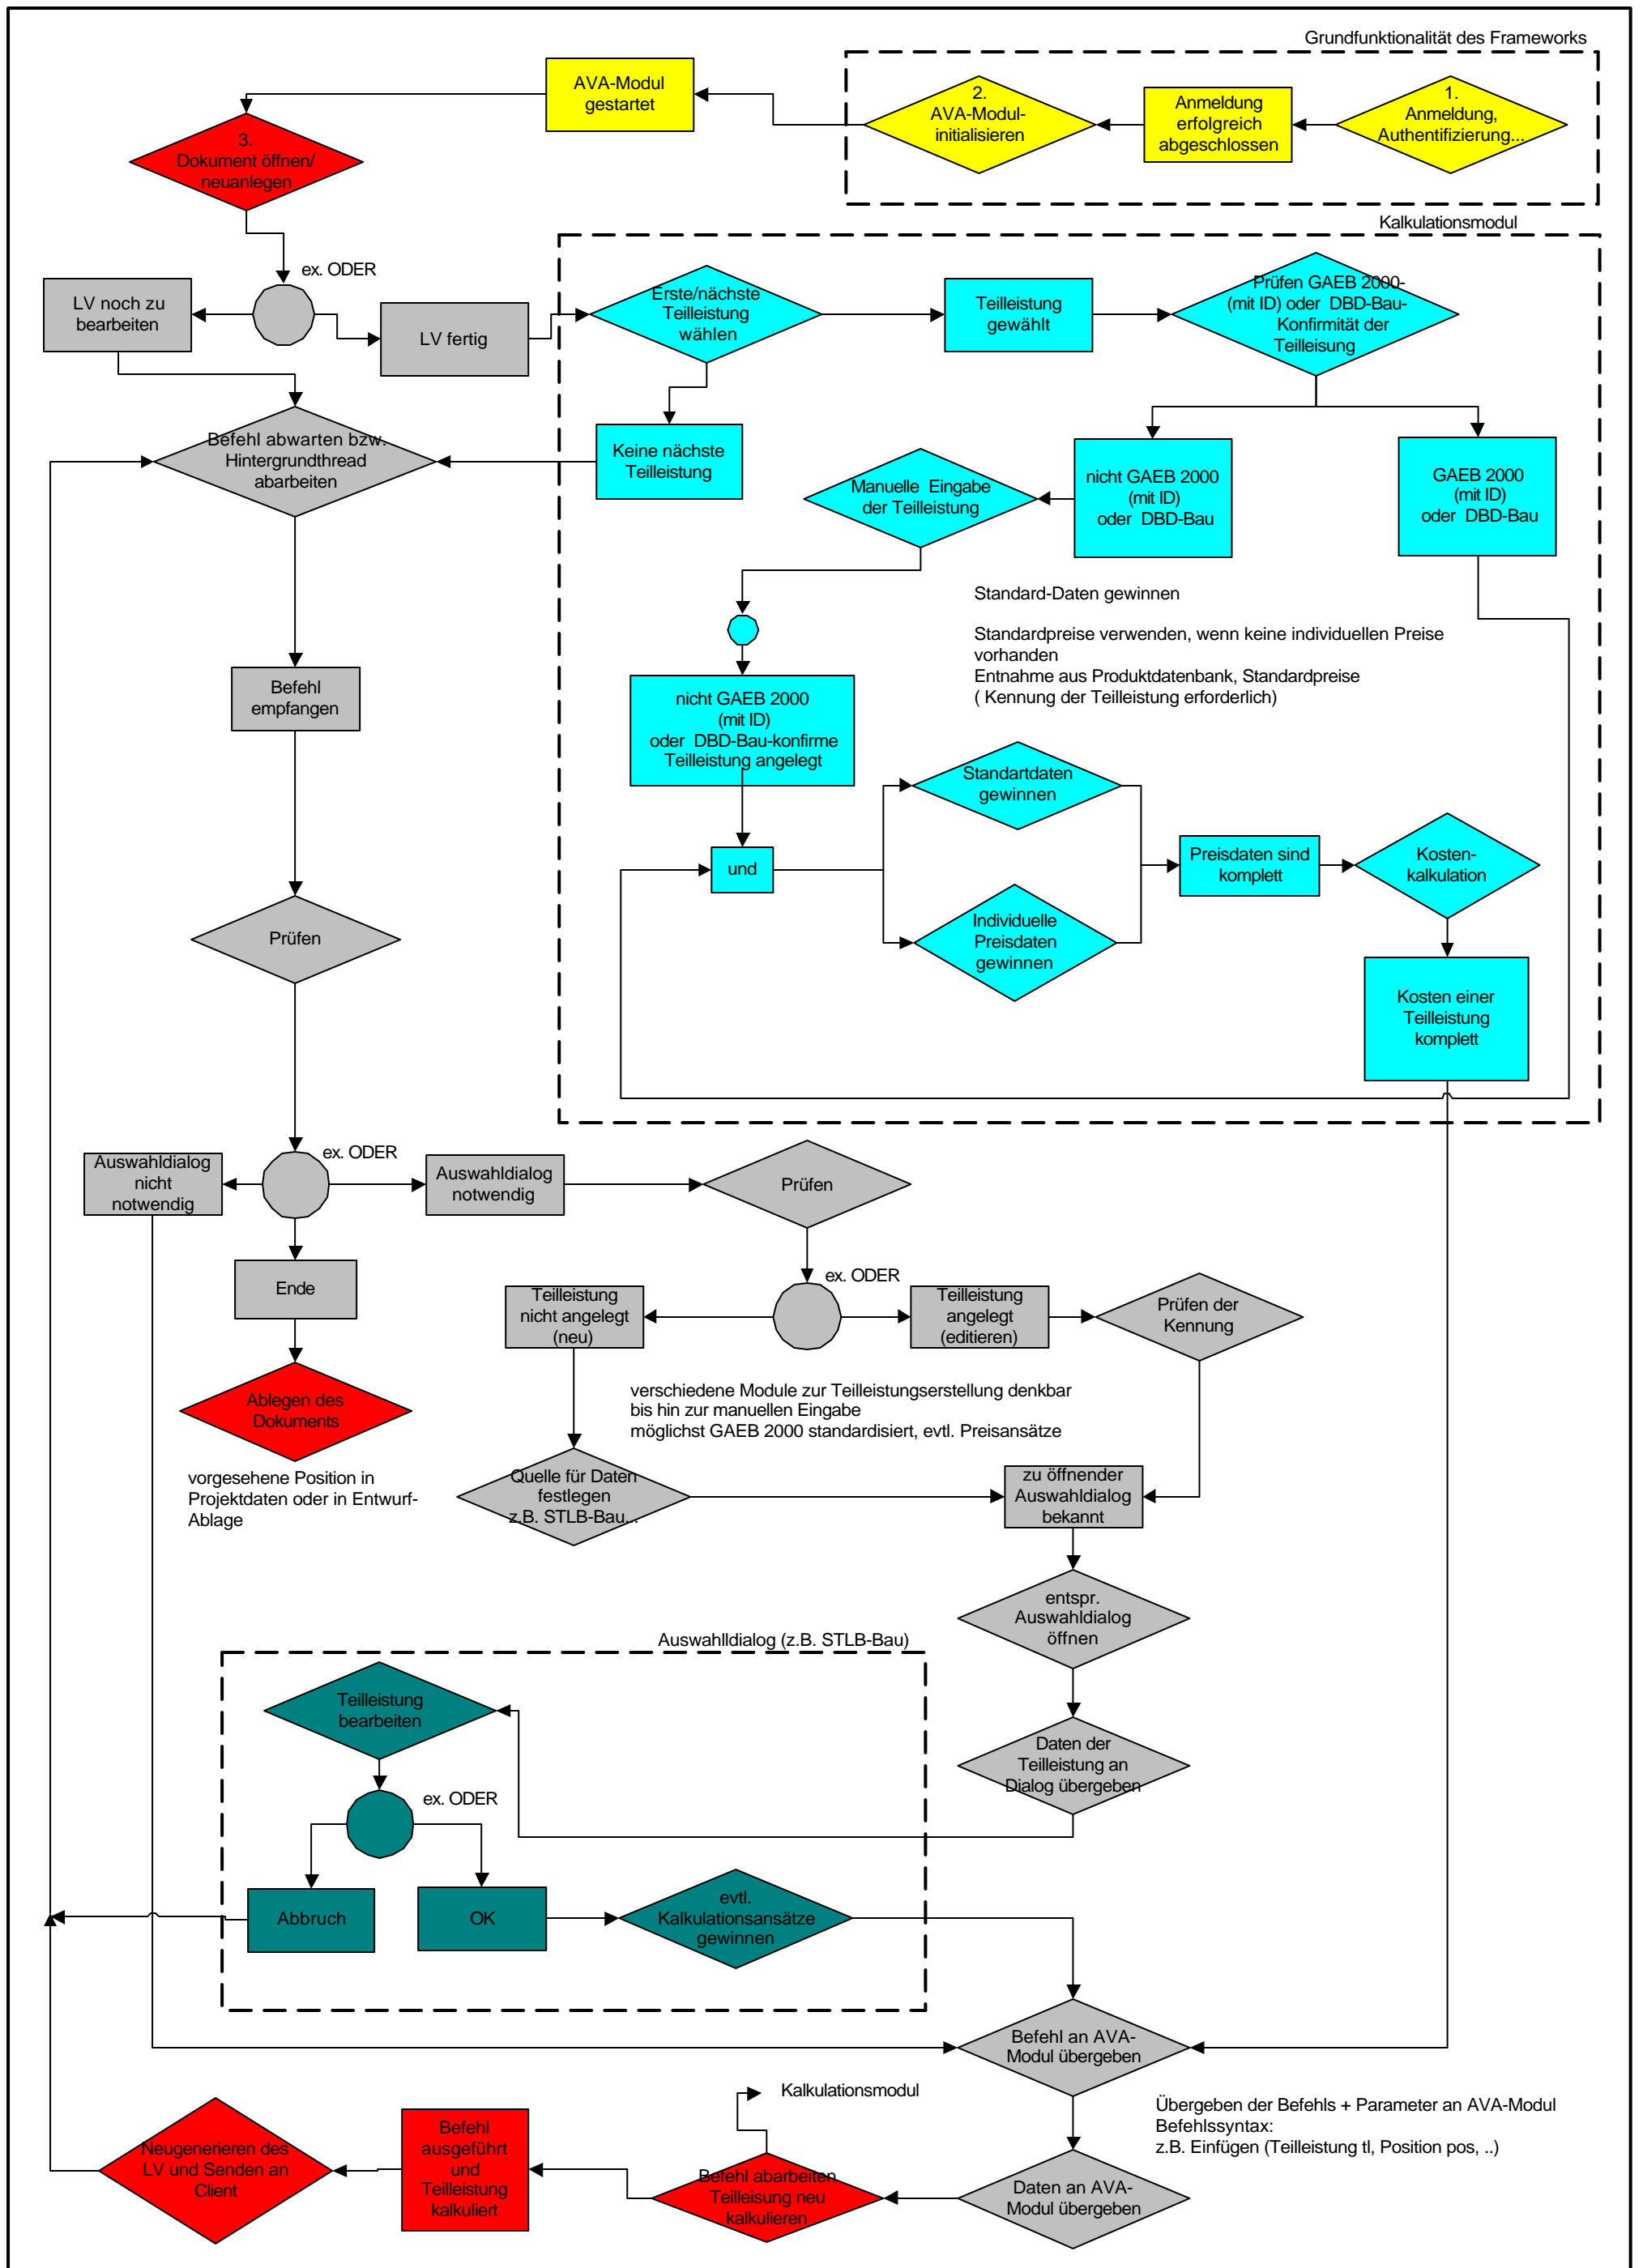 Grundfunktionalität des Frameworks
AVA-Modul
gestartet
2.
AVA-Modul-
initialisieren
Anmeldung
erfolgreich
abgeschlossen
1.
Anmeldung,
Authentifizierung...
3.
Dokument öffnen/
neuanlegen
Kalkulationsmodul
ex. ODER
LV noch zu
bearbeiten
LV fertig
Erste/nächste
Teilleistung
wählen
Teilleistung
gewählt
Prüfen GAEB 2000-
(mit ID) oder DBD-Bau-
Konfirmität der
Teilleisung
Befehl abwarten bzw.
Hintergrundthread
abarbeiten
Keine nächste
Teilleistung
Manuelle Eingabe
der Teilleistung
nicht GAEB 2000
(mit ID)
oder DBD-Bau
GAEB 2000
(mit ID)
oder DBD-Bau
Standard-Daten gewinnen
Standardpreise verwenden, wenn keine individuellen Preise
vorhanden
Entnahme aus Produktdatenbank, Standardpreise
( Kennung der Teilleistung erforderlich)
Befehl
empfangen
nicht GAEB 2000
(mit ID)
oder DBD-Bau-konfirme
Teilleistung angelegt
Standartdaten
gewinnen
und
Preisdaten sind
komplett
Kosten-
kalkulation
Prüfen
Individuelle
Preisdaten
gewinnen
Kosten einer
Teilleistung
komplett
ex. ODER
Auswahldialog
nicht
notwendig
Auswahldialog
notwendig
Prüfen
Ende
ex. ODER
Teilleistung
nicht angelegt
(neu)
Teilleistung
angelegt
(editieren)
Prüfen der
Kennung
Ablegen des
Dokuments
verschiedene Module zur Teilleistungserstellung denkbar
bis hin zur manuellen Eingabe
möglichst GAEB 2000 standardisiert, evtl. Preisansätze
vorgesehene Position in
Projektdaten oder in Entwurf-
Ablage
Quelle für Daten
festlegen
z.B. STLB-Bau...
zu öffnender
Auswahldialog
bekannt
entspr.
Auswahldialog
öffnen
Auswahlldialog (z.B. STLB-Bau)
Teilleistung
bearbeiten
Daten der
Teilleistung an
Dialog übergeben
ex. ODER
Abbruch
OK
evtl.
Kalkulationsansätze
gewinnen
Befehl an AVA-
Modul übergeben
Kalkulationsmodul
Übergeben der Befehls + Parameter an AVA-Modul
Befehlssyntax:
z.B. Einfügen (Teilleistung tl, Position pos, ..)
Neugenerieren des
LV und Senden an
Client
Befehl
ausgeführt
und
Teilleistung
kalkuliert
Befehl abarbeiten
Teilleisung neu
kalkulieren
Daten an AVA-
Modul übergeben